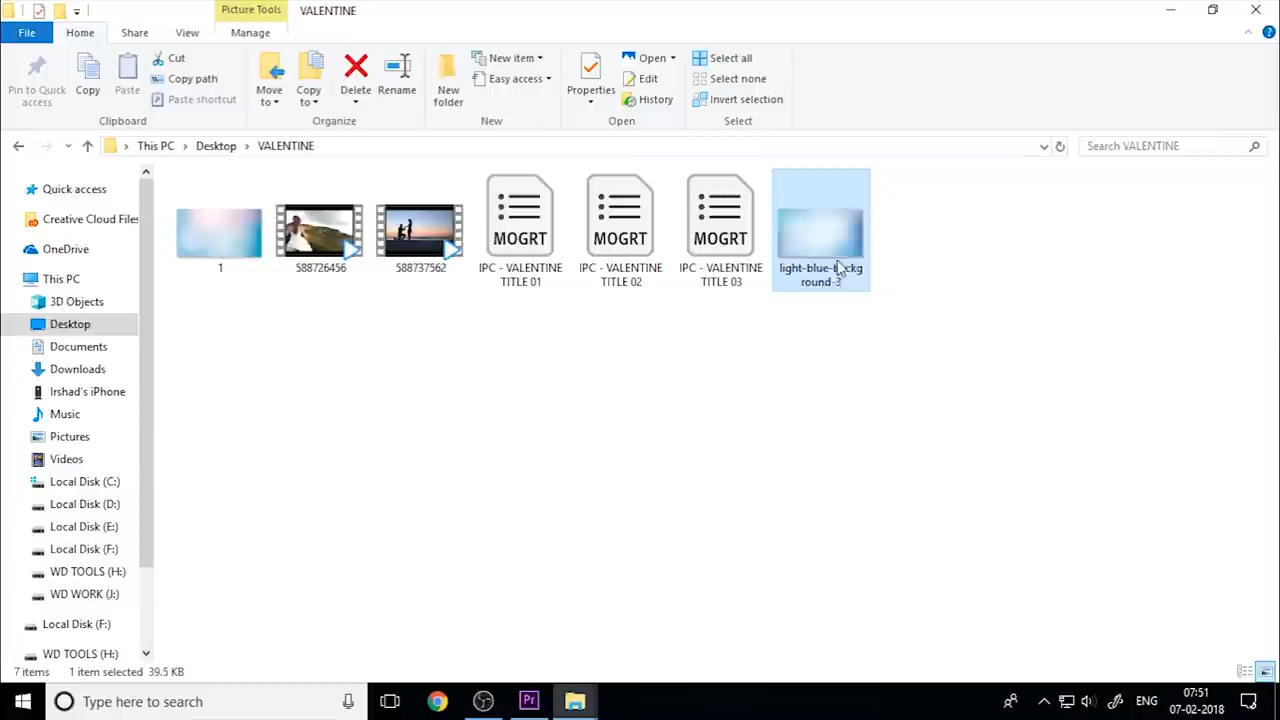 Picture Tools
VALENTINE
File
Home
Share
View
Manage
Pin to Quick
access
Copy
Paste
Cut
Copy path
Paste shortcut
Clipboard
Move
to
Copy
to
Delete
Rename
Organize
New
folder
New item
Easy access
New
Properties
Open
Edit
History
Open
Select all
Select none
Invert selection
Select
This PC > Desktop > VALENTINE
Search VALENTINE
Quick access
Creative Cloud Files
OneDrive
This PC
3D Objects
Desktop
Documents
Downloads
Irshad's iPhone
Music
Pictures
Videos
Local Disk (C:)
Local Disk (D:)
Local Disk (E:)
Local Disk (F:)
WD TOOLS (H:)
WD WORK (J:)
Local Disk (F:)
WD TOOLS (H:)
1
588726456
588737562
MOGRT
IPC - VALENTINE
TITLE 01
MOGRT
IPC - VALENTINE
TITLE 02
MOGRT
IPC - VALENTINE
TITLE 03
light-blue-backg
round-3
7 items
1 item selected 39.5 KB
Type here to search
Pr
ENG
07:51
07-02-2018